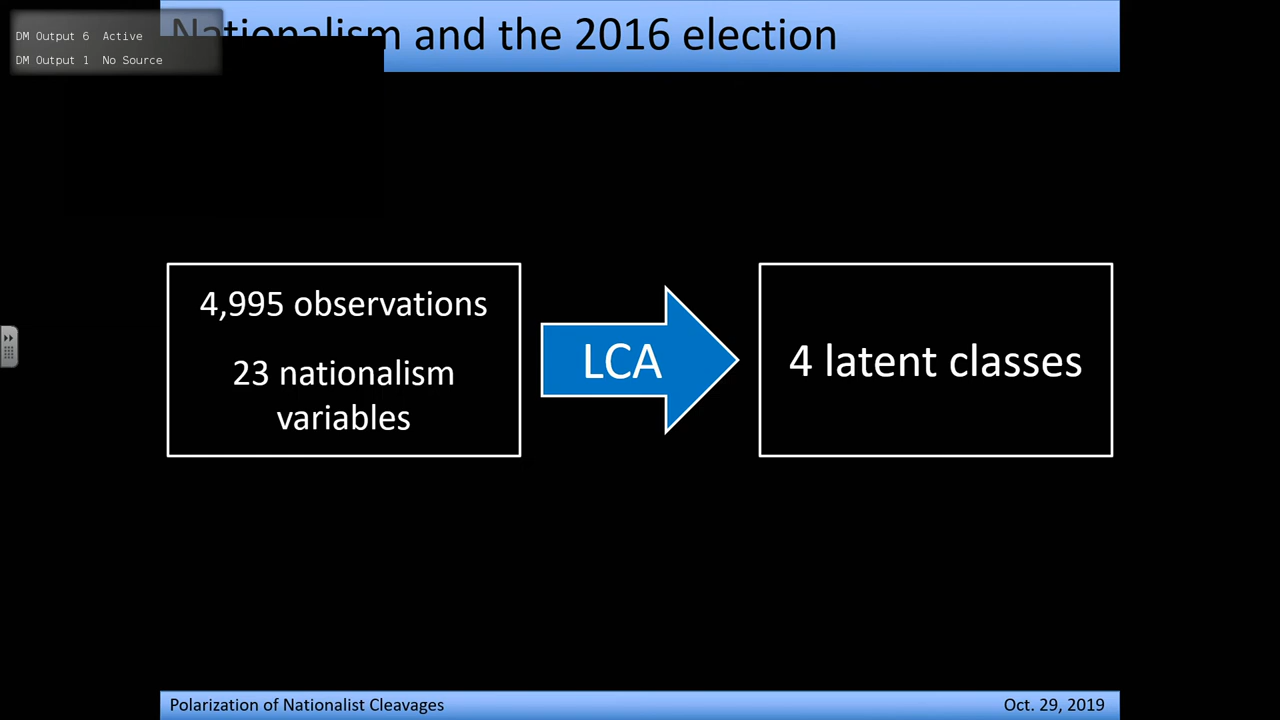 DM Output 6 Active
DM Output 1 No Source
Nationalism and the 2016 election
4,995 observations
23 nationalism
variables
LCA
4 latent classes
Polarization of Nationalist Cleavages
Oct. 29, 2019